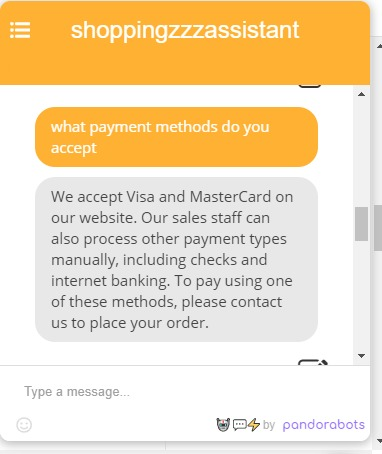 shoppingzzzassistant
what payment methods do you
accept
We accept Visa and MasterCard on
our website. Our sales staff can
also process other payment types
manually, including checks and
internet banking. To pay using one
of these methods, please contact
us to place your order.
Type a message...
by pandorabots